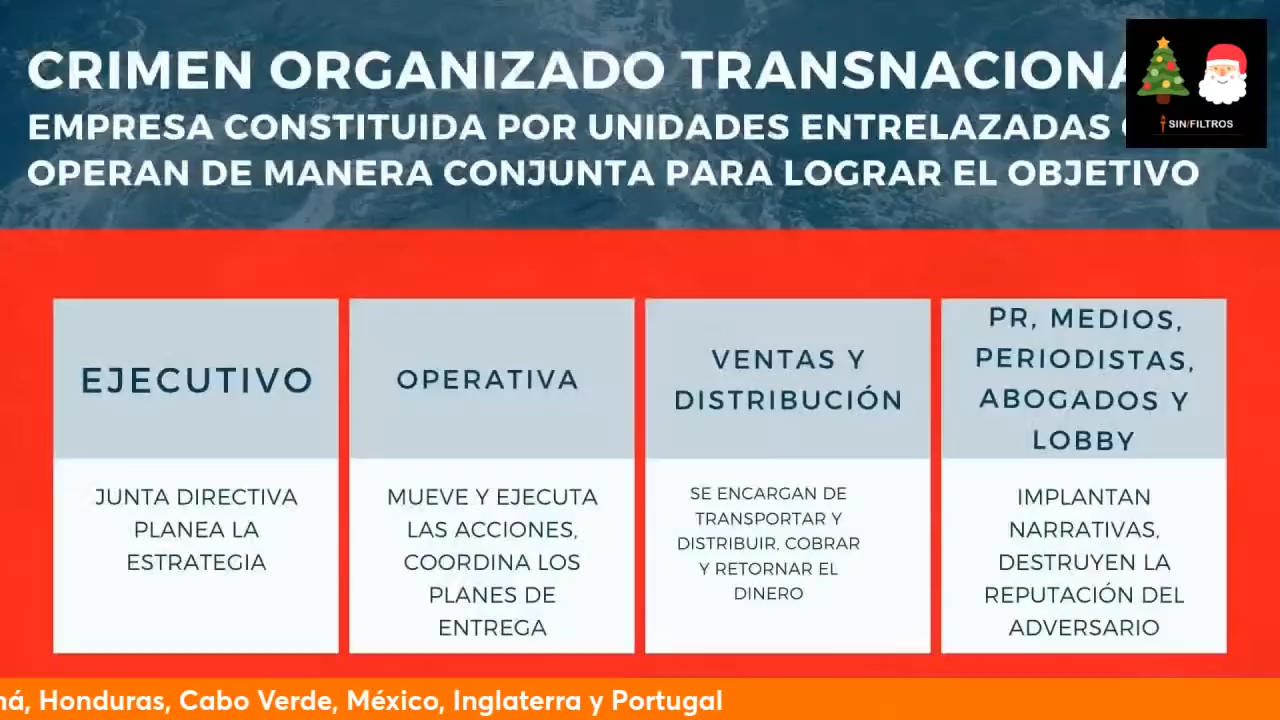 CRIMEN ORGANIZADO TRANSNACIONA
EMPRESA CONSTITUIDA POR UNIDADES ENTRELAZADAS
OPERAN DE MANERA CONJUNTA PARA LOGRAR EL OBJETIVO
SIN/FILTROS
EJECUTIVO
JUNTA DIRECTIVA
PLANEA LA
ESTRATEGIA
OPERATIVA
MUEVE Y EJECUTA
LAS ACCIONES,
COORDINA LOS
PLANES DE
ENTREGA
VENTAS Y
DISTRIBUCIÓN
SE ENCARGAN DE
TRANSPORTAR Y
DISTRIBUIR, COBRAR
Y RETORNAR EL
DINERO
PR, MEDIOS,
PERIODISTAS,
ABOGADOS Y
LOBBY
IMPLANTAN
NARRATIVAS,
DESTRUYEN LA
REPUTACIÓN DEL
ADVERSARIO
má, Honduras, Cabo Verde, México, Inglaterra y Portugal